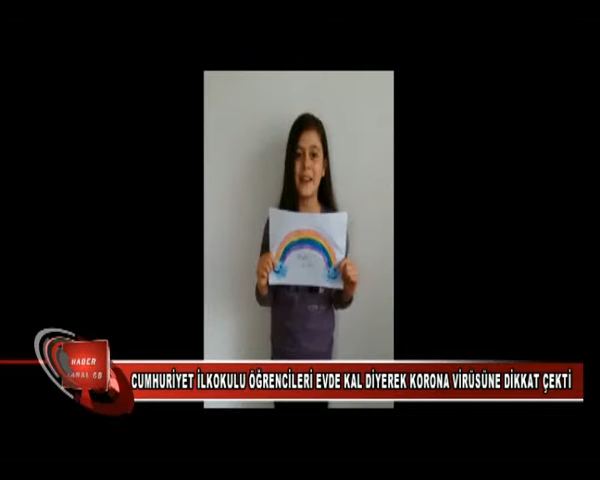 HABER
KANAL 68
CUMHURİYET İLKOKULU ÖĞRENCİLERİ EVDE KAL DİYEREK KORONA VİRÜSÜNE DİKKAT ÇEKTİ